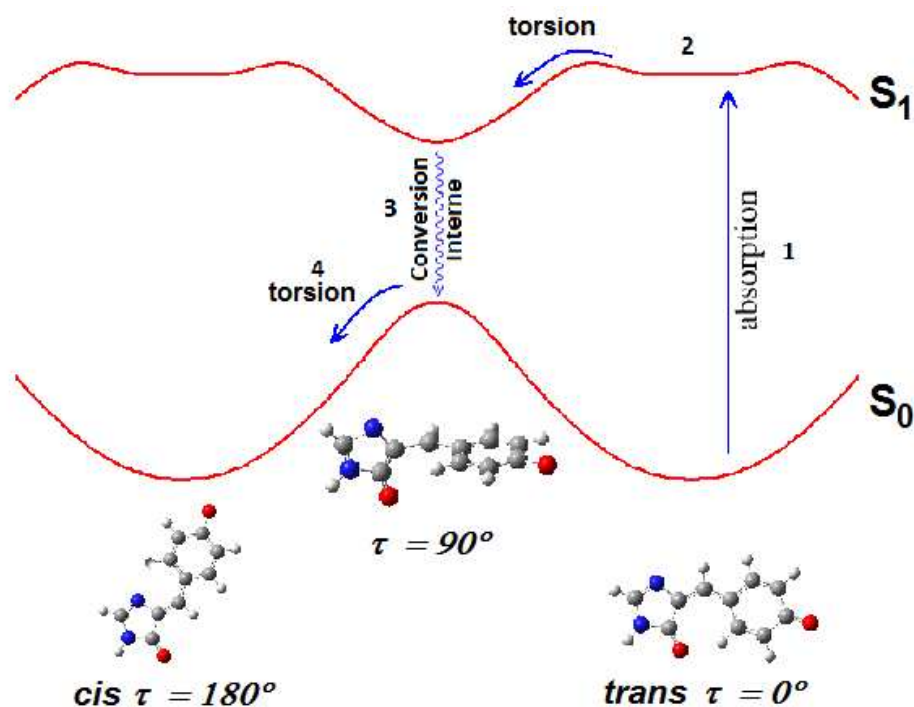 torsion
2
S1
absorption
1
3
Conversion
Interne
4
torsion
S0
τ = 90°
cis τ = 180°
trans τ = 0°